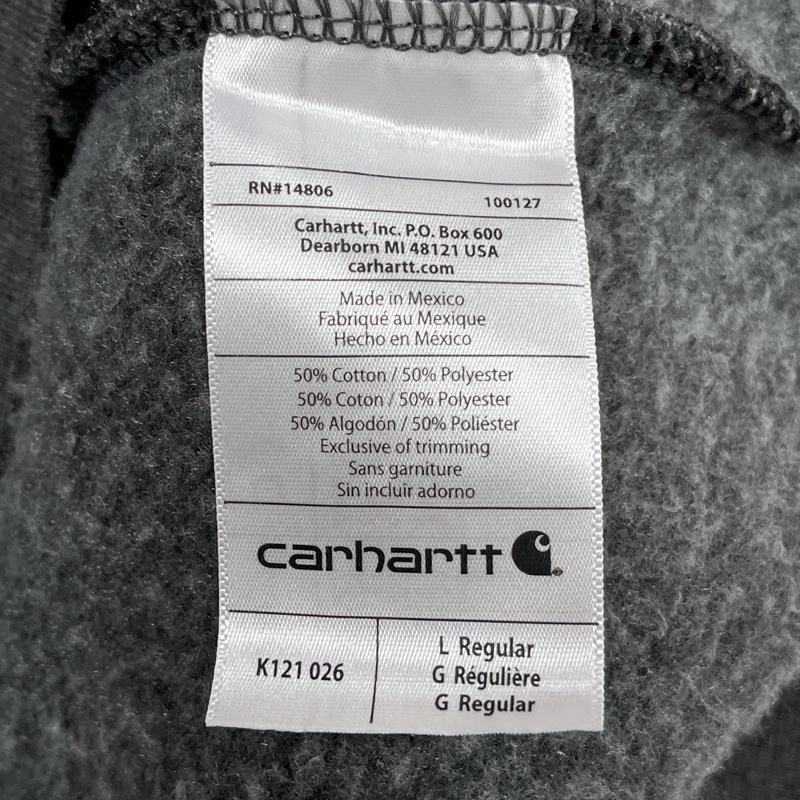 RN#14806
100127
Carhartt, Inc. P.O. Box 600
Dearborn MI 48121 USA
carhartt.com
Made in Mexico
Fabriqué au Mexique
Hecho en México
50% Cotton / 50% Polyester
50% Coton / 50% Polyester
50% Algodón / 50% Poliéster
Exclusive of trimming
Sans garniture
Sin incluir adorno
carhartt
K121 026
L Regular
G Régulière
G Regular